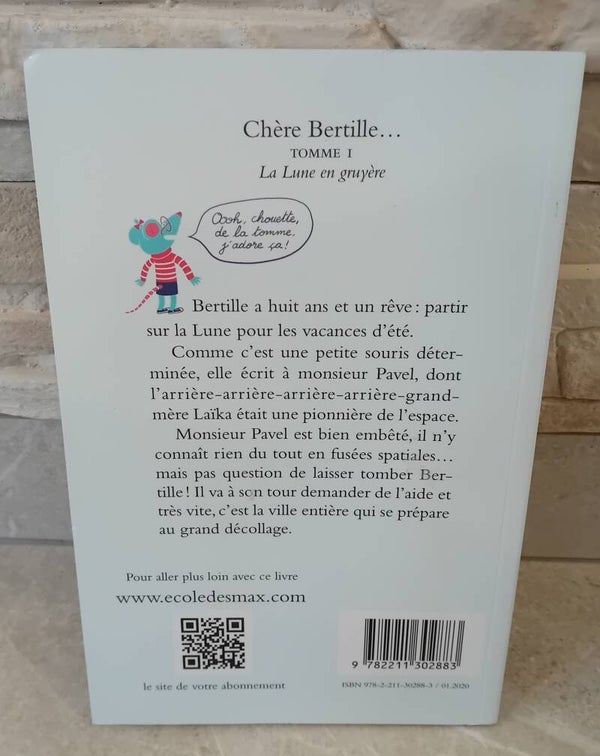 Chère Bertille…
TOMME I
La Lune en gruyère
Oooh, chouette,
de la tomme,
j'adore ça!
Bertille a huit ans et un rêve : partir
sur la Lune pour les vacances d'été.
Comme c'est une petite souris déter-
minée, elle écrit à monsieur Pavel, dont
l'arrière-arrière-arrière-arrière-grand-
mère Laïka était une pionnière de l'espace.
Monsieur Pavel est bien embêté, il n'y
connaît rien du tout en fusées spatiales…
mais pas question de laisser tomber Ber-
tille ! Il va à son tour demander de l'aide et
très vite, c'est la ville entière qui se prépare
au grand décollage.
Pour aller plus loin avec ce livre
www.ecoledesmax.com
le site de votre abonnement
9 782211 302883
ISBN 978-2-211-30288-3 / 01.2020